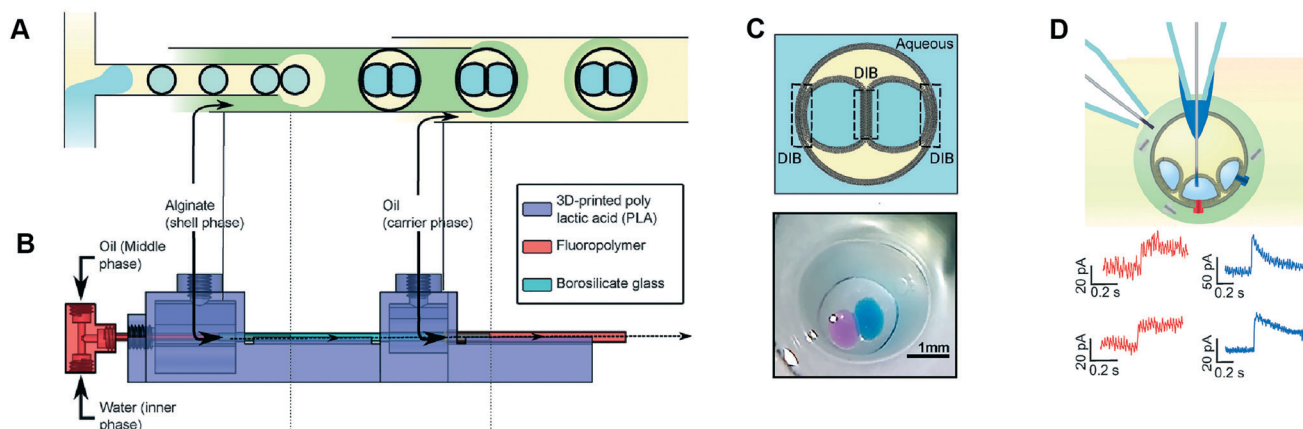 A
B
Alginate
(shell phase)
Oil
(carrier phase)
Oil (Middle
phase)
Water (inner
phase)
3D-printed poly
lactic acid (PLA)
Fluoropolymer
Borosilicate glass
C
Aqueous
DIB
DIB
DIB
1mm
D
20 pA
0.2 s
50 pA
0.2 s
20 pA
0.2 s
20 pA
0.2 s